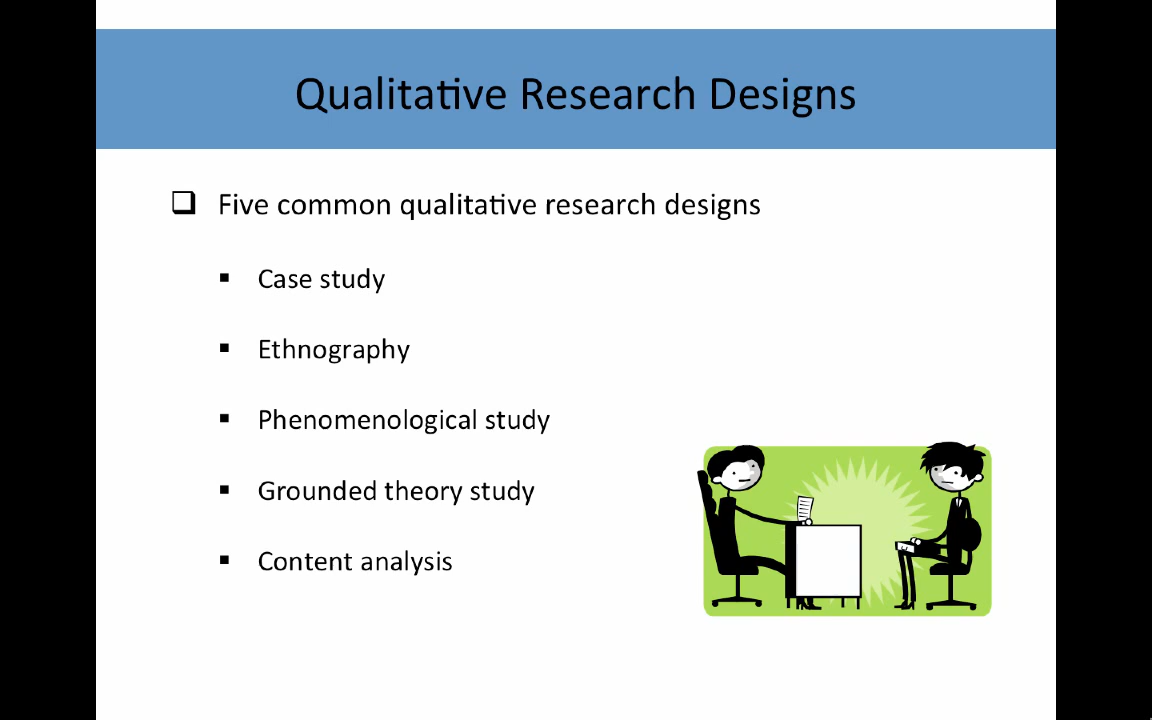 Qualitative Research Designs
Five common qualitative research designs
Case study
Ethnography
Phenomenological study
Grounded theory study
Content analysis